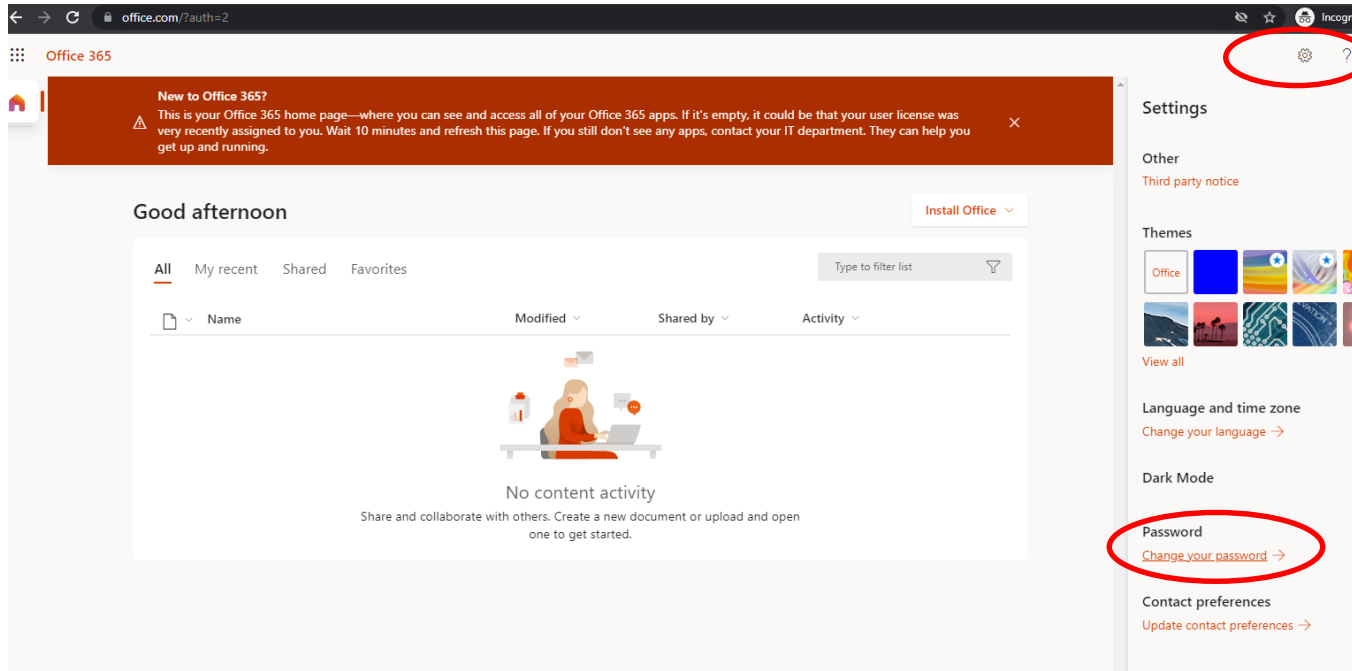 office.com/?auth=2
Incogn
Office 365
?
New to Office 365?
This is your Office 365 home page—where you can see and access all of your Office 365 apps. If it's empty, it could be that your user license was
very recently assigned to you. Wait 10 minutes and refresh this page. If you still don't see any apps, contact your IT department. They can help you
get up and running.
Good afternoon
Install Office
All My recent Shared Favorites
Type to filter list
Name Modified Shared by Activity
No content activity
Share and collaborate with others. Create a new document or upload and open
one to get started.
Settings
Other
Third party notice
Themes
Office
View all
Language and time zone
Change your language →
Dark Mode
Password
Change your password →
Contact preferences
Update contact preferences →